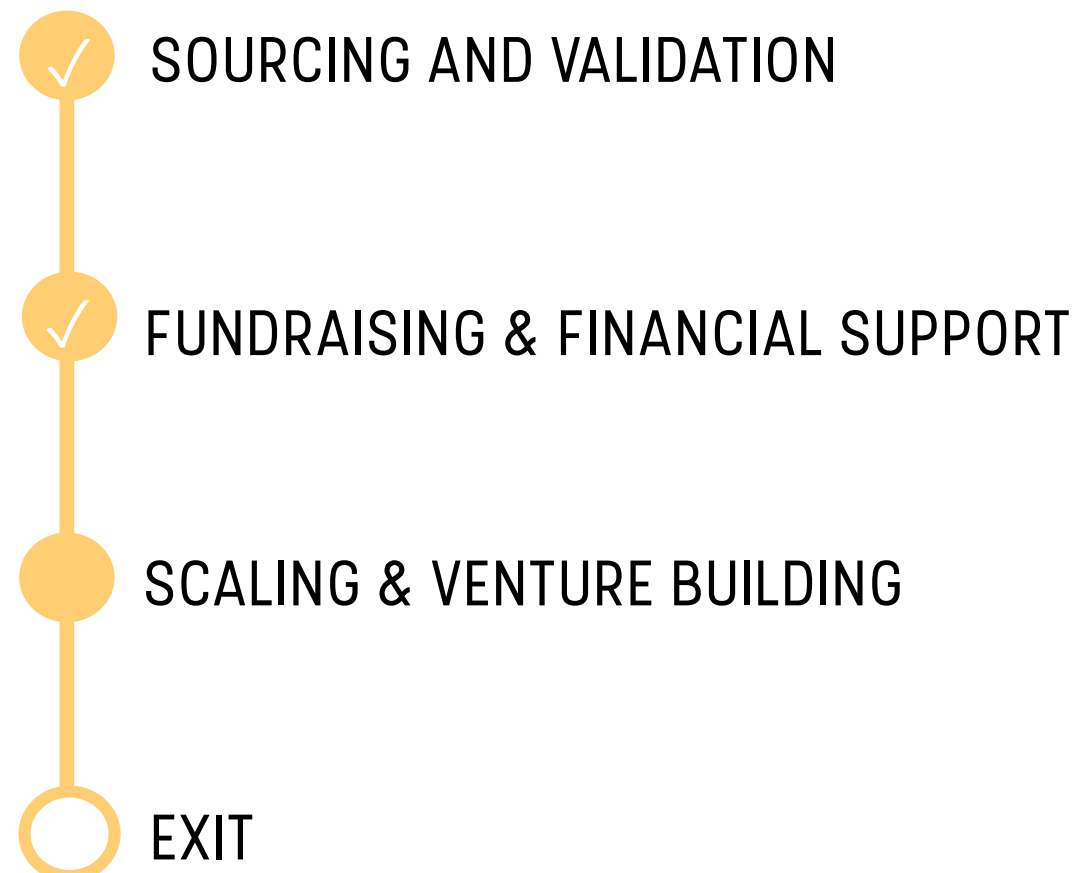 SOURCING AND VALIDATION
FUNDRAISING & FINANCIAL SUPPORT
SCALING & VENTURE BUILDING
EXIT